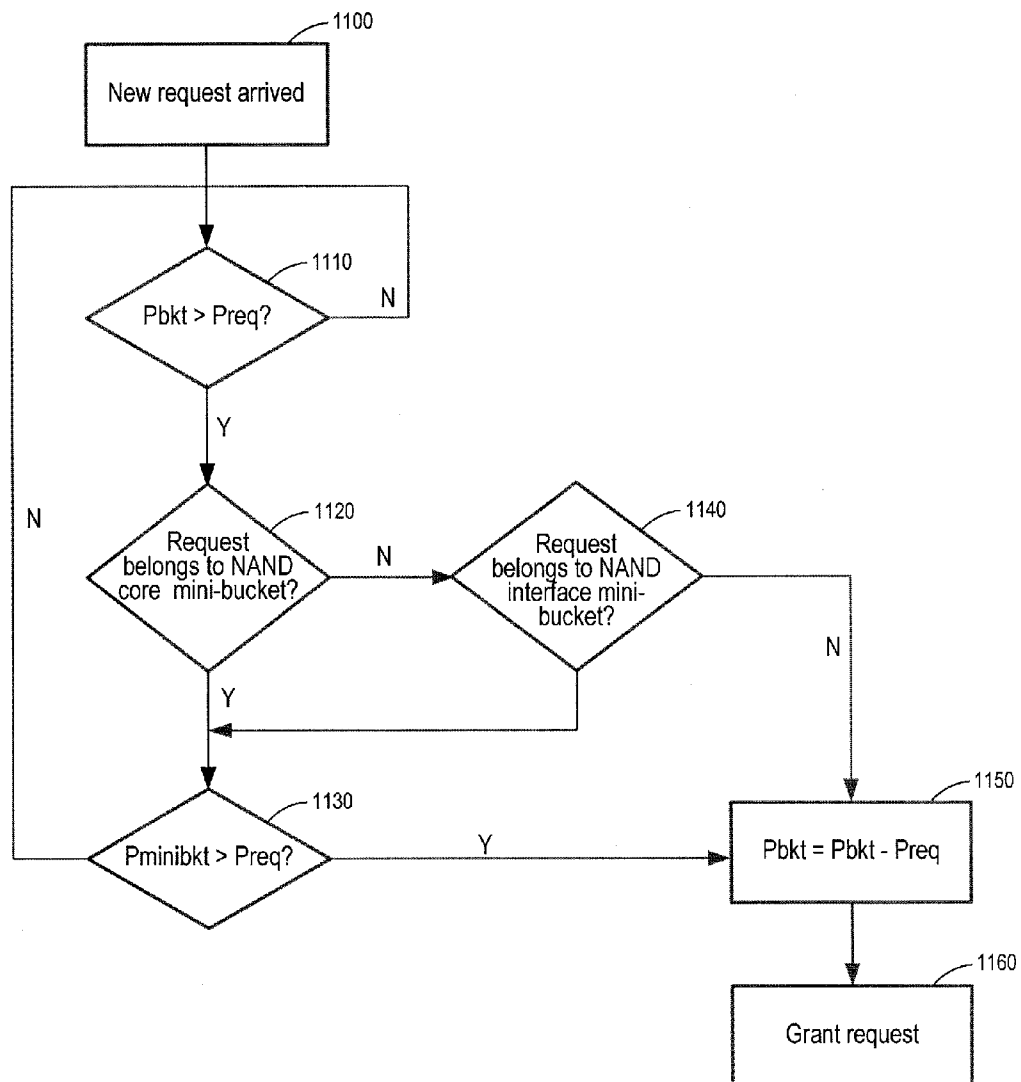 1100
New request arrived
1110
Pbkt > Preq?
N
Y
N
1120
Request
belongs to NAND
core mini-bucket?
N
1140
Request
belongs to NAND
interface mini-
bucket?
N
Y
1130
Pminibkt > Preq?
Y
1150
Pbkt = Pbkt - Preq
1160
Grant request